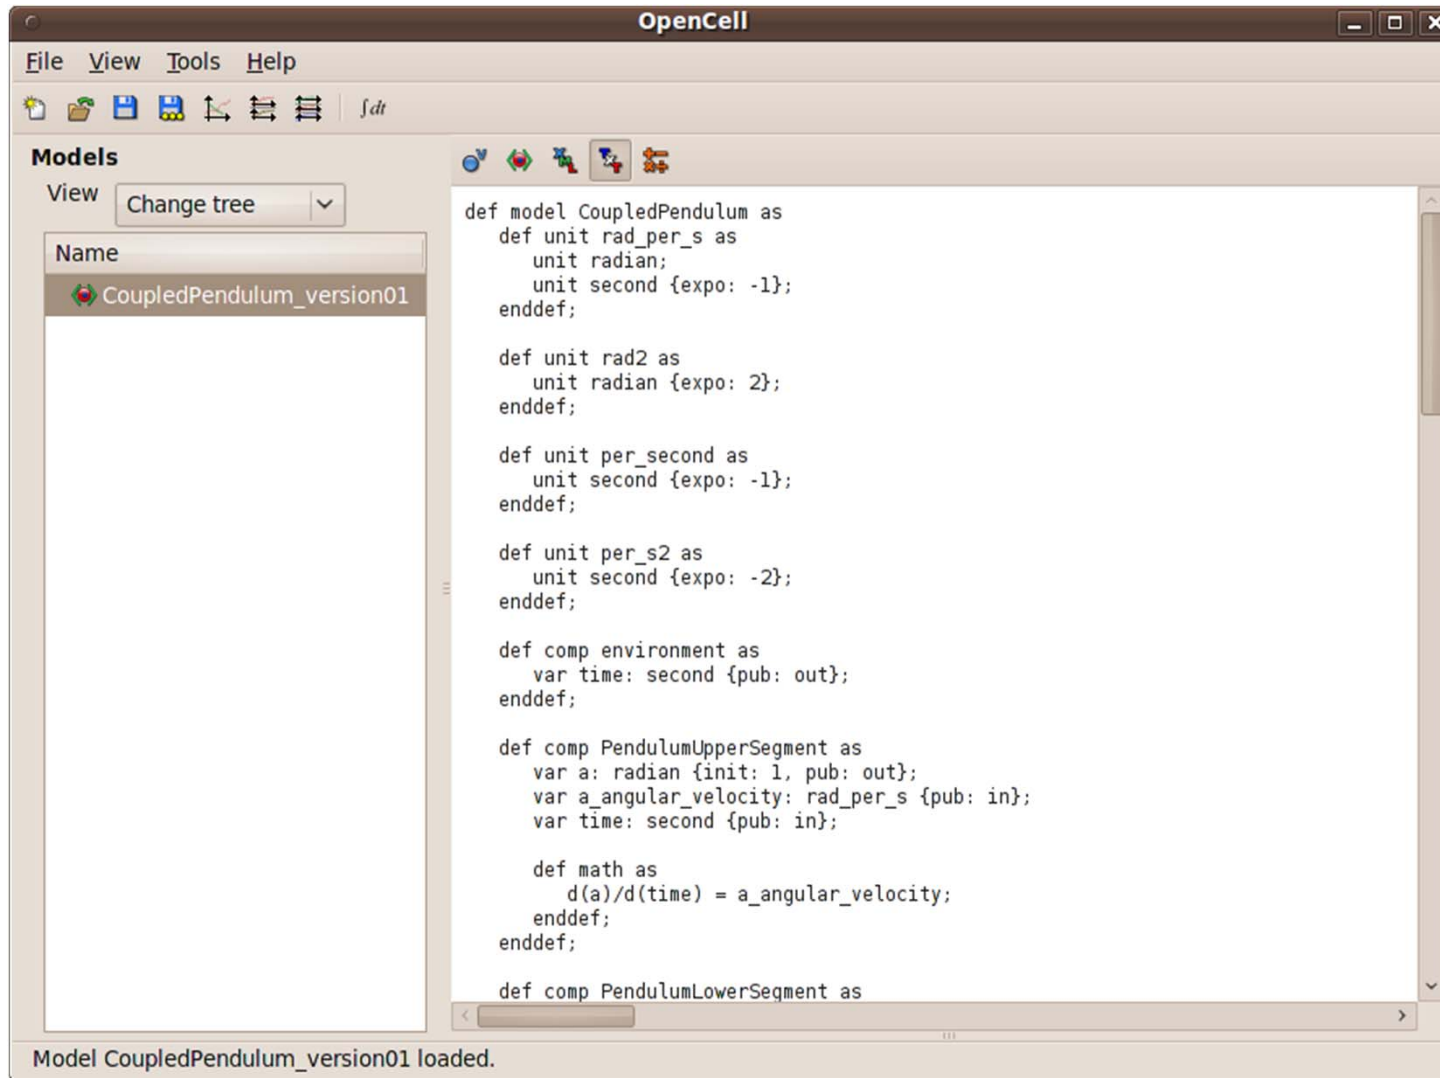 OpenCell
File View Tools Help
∫dt
Models
View Change tree
Name
CoupledPendulum_version01
def model CoupledPendulum as
def unit rad_per_s as
unit radian;
unit second {expo: -1};
enddef;
def unit rad2 as
unit radian {expo: 2};
enddef;
def unit per_second as
unit second {expo: -1};
enddef;
def unit per_s2 as
unit second {expo: -2};
enddef;
def comp environment as
var time: second {pub: out};
enddef;
def comp PendulumUpperSegment as
var a: radian {init: 1, pub: out};
var a_angular_velocity: rad_per_s {pub: in};
var time: second {pub: in};
def math as
d(a)/d(time) = a_angular_velocity;
enddef;
enddef;
def comp PendulumLowerSegment as
Model CoupledPendulum_version01 loaded.